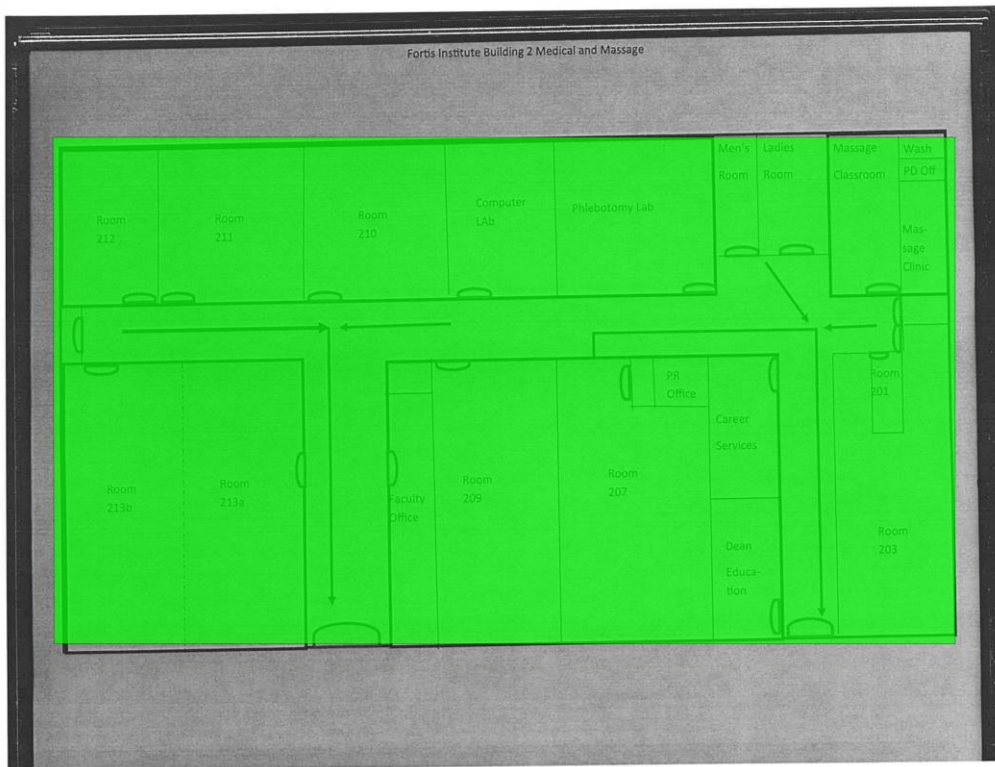 Fortis Institute Building 2 Medical and Massage
Men's
Room
Ladies
Room
Massage
Classroom
Wash
PD Off
Mas-
sage
Clinic
Room
212
Room
211
Room
210
Computer
LAb
Phlebotomy Lab
Room
213b
Room
213a
Faculty
Office
Room
209
Room
207
PR
Office
Career
Services
Dean
Educa-
tion
Room
201
Room
203